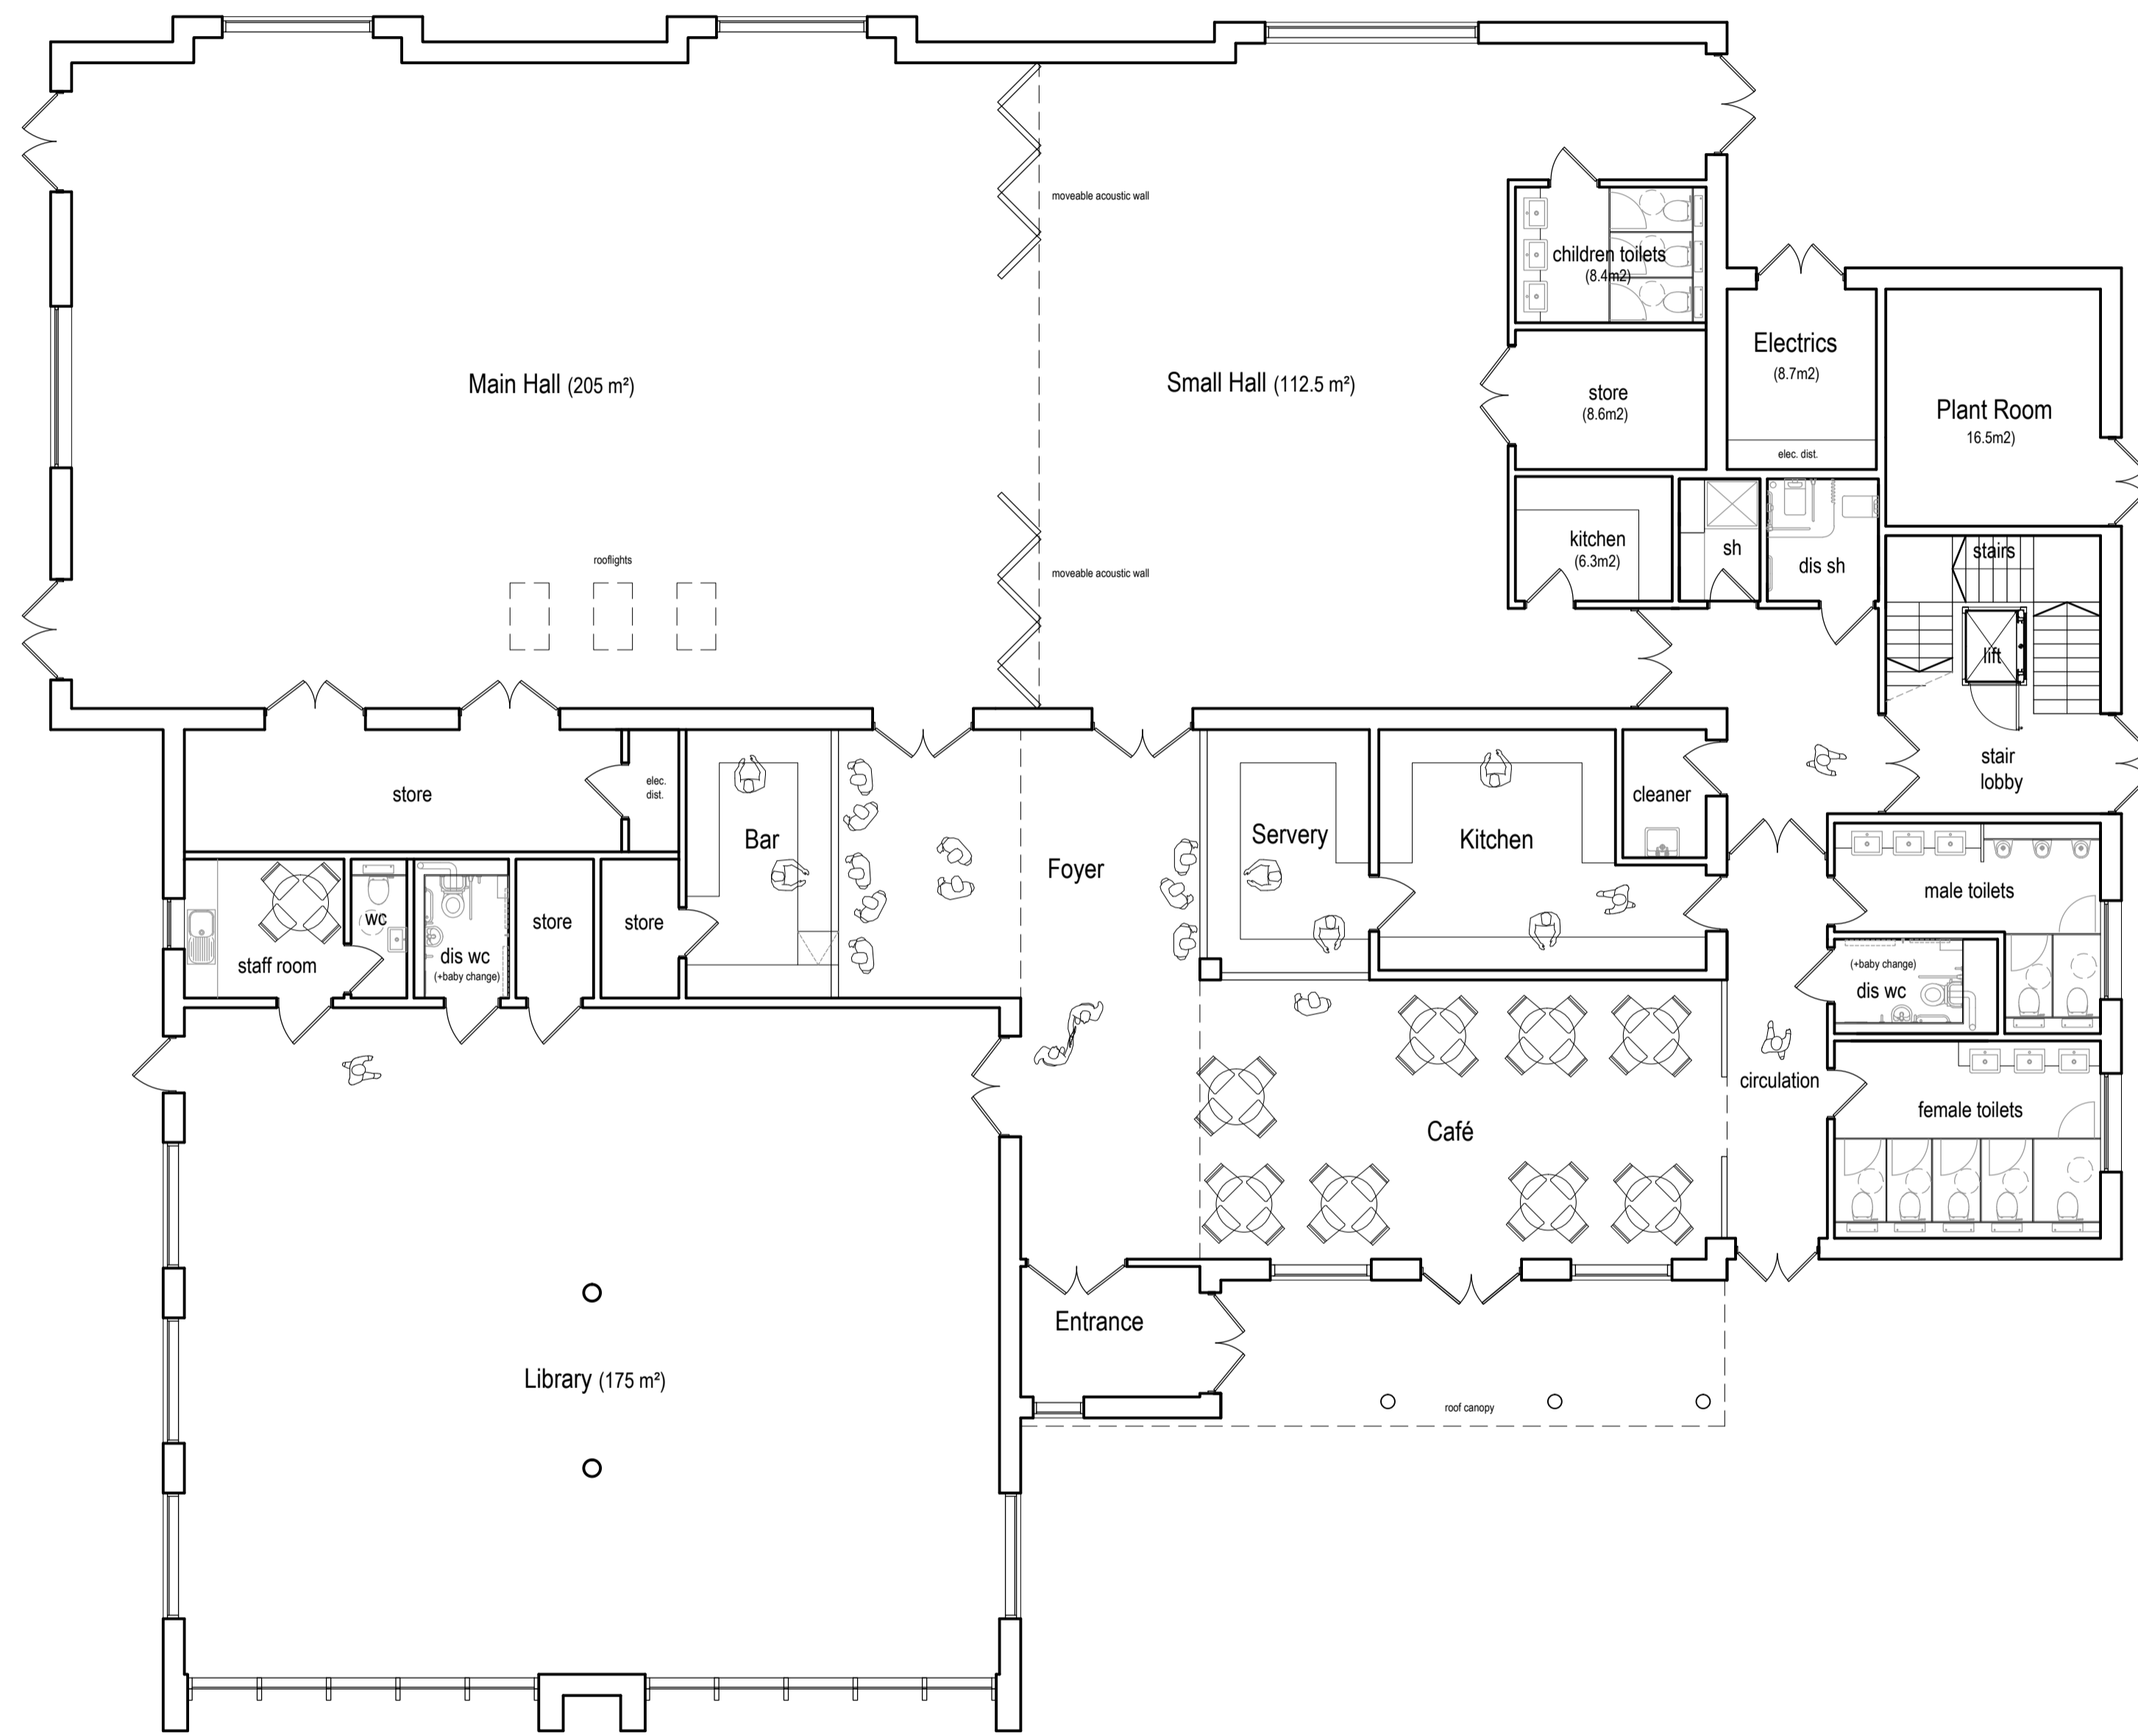 moveable acoustic wall
children toilets
(8.4m2)
Electrics
(8.7m2)
Main Hall (205 m²)
Small Hall (112.5 m²)
store
(8.6m2)
Plant Room
16.5m2)
elec. dist.
rooflights
moveable acoustic wall
kitchen
(6.3m2)
sh
dis sh
stairs
lift
stair
lobby
store
elec.
dist.
Bar
Foyer
Servery
Kitchen
cleaner
male toilets
staff room
wc
dis wc
(+baby change)
store
store
(+baby change)
dis wc
circulation
female toilets
Café
Entrance
Library (175 m²)
roof canopy